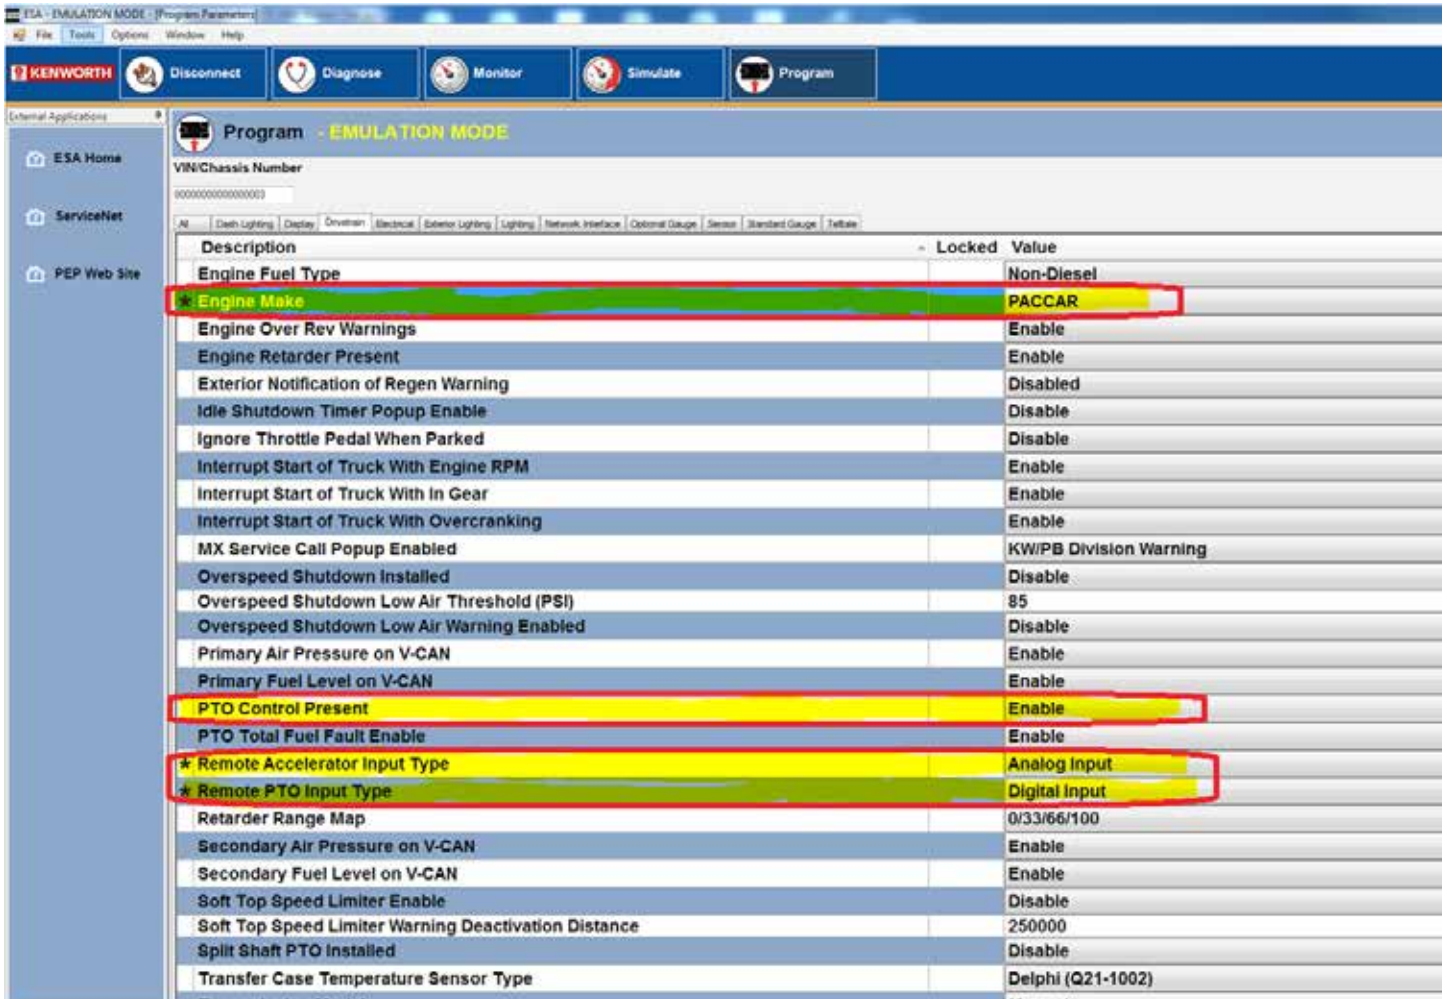 ESA - EMULATION MODE - [Program Parameters]
File Tools Options Window Help
KENWORTH Disconnect Diagnose Monitor Simulate Program
External Applications
Program - EMULATION MODE
ESA Home
VIN/Chassis Number
ServiceNet
All Dash Lighting Display Drivetrain Electrical Exterior Lighting Lighting Network Interface Optional Gauge Sensor Standard Gauge Telltale
Description Locked Value
PEP Web Site
Engine Fuel Type Non-Diesel
* Engine Make PACCAR
Engine Over Rev Warnings Enable
Engine Retarder Present Enable
Exterior Notification of Regen Warning Disabled
Idle Shutdown Timer Popup Enable Disable
Ignore Throttle Pedal When Parked Disable
Interrupt Start of Truck With Engine RPM Enable
Interrupt Start of Truck With In Gear Enable
Interrupt Start of Truck With Overcranking Enable
MX Service Call Popup Enabled KW/PB Division Warning
Overspeed Shutdown Installed Disable
Overspeed Shutdown Low Air Threshold (PSI) 85
Overspeed Shutdown Low Air Warning Enabled Disable
Primary Air Pressure on V-CAN Enable
Primary Fuel Level on V-CAN Enable
PTO Control Present Enable
PTO Total Fuel Fault Enable Enable
* Remote Accelerator Input Type Analog Input
* Remote PTO Input Type Digital Input
Retarder Range Map 0/33/66/100
Secondary Air Pressure on V-CAN Enable
Secondary Fuel Level on V-CAN Enable
Soft Top Speed Limiter Enable Disable
Soft Top Speed Limiter Warning Deactivation Distance 250000
Split Shaft PTO Installed Disable
Transfer Case Temperature Sensor Type Delphi (Q21-1002)